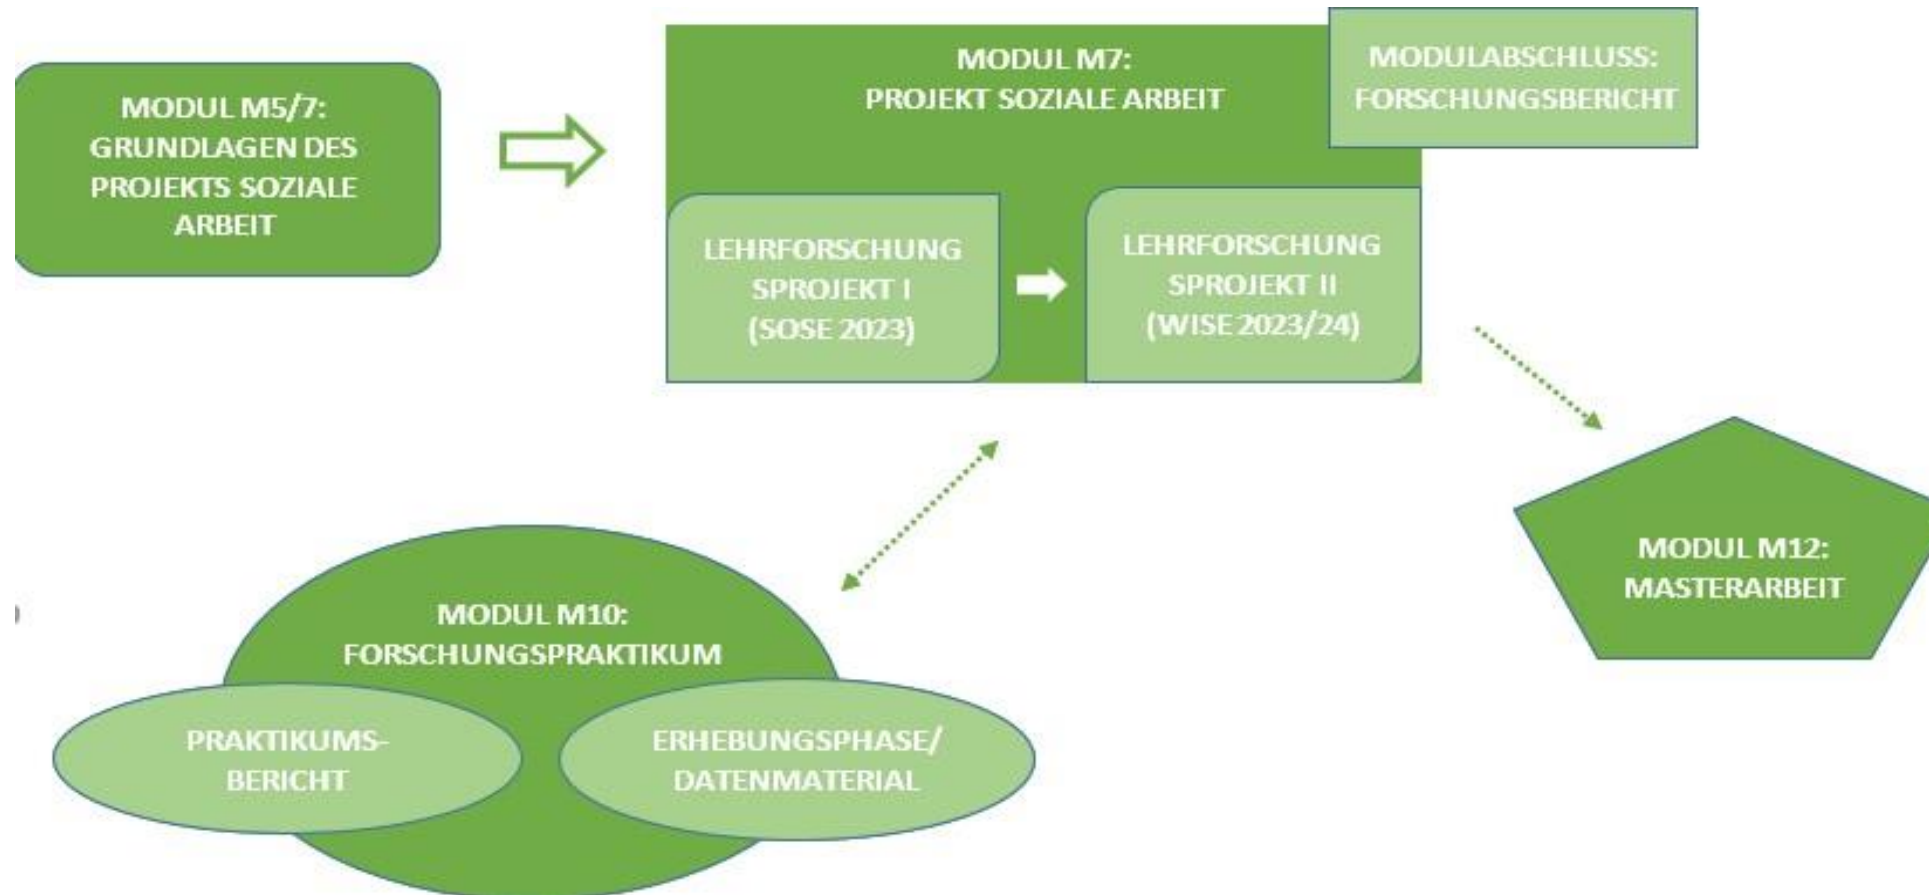 MODUL M5/7:
GRUNDLAGEN DES
PROJEKTS SOZIALE
ARBEIT
MODUL M7:
PROJEKT SOZIALE ARBEIT
MODULABSCHLUSS:
FORSCHUNGSBERICHT
LEHRFORSCHUNG
SPROJEKT I
(SOSE 2023)
LEHRFORSCHUNG
SPROJEKT II
(WISE 2023/24)
MODUL M10:
FORSCHUNGSPRAKTIKUM
PRAKTIKUMS-
BERICHT
ERHEBUNGSPHASE/
DATENMATERIAL
MODUL M12:
MASTERARBEIT